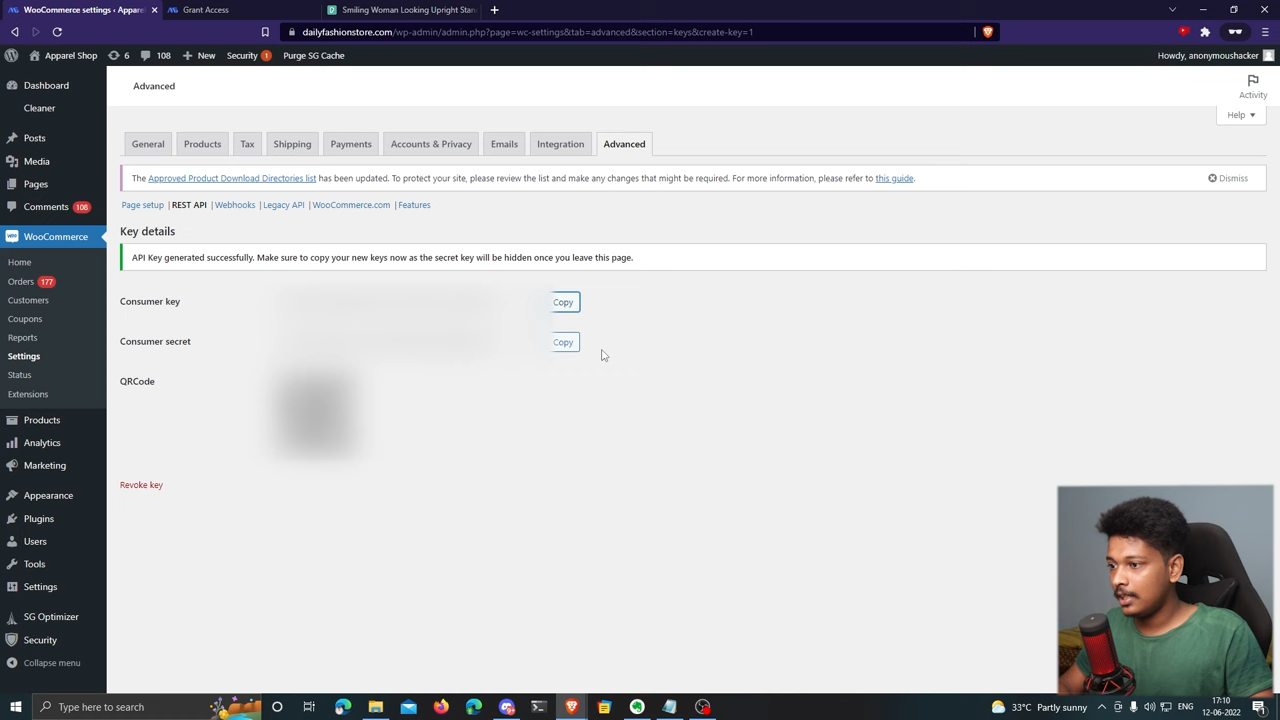 WooCommerce settings ‹ Appare
Grant Access
Smiling Woman Looking Upright Stan
dailyfashionstore.com/wp-admin/admin.php?page=wc-settings&tab=advanced&section=keys&create-key=1
Apparel Shop 6 108 New Security 1 Purge SG Cache Howdy, anonymoushacker
Dashboard
Cleaner
Posts
Media
Pages
Comments 108
WooCommerce
Home
Orders 177
Customers
Coupons
Reports
Settings
Status
Extensions
Products
Analytics
Marketing
Appearance
Plugins
Users
Tools
Settings
SG Optimizer
Security
Collapse menu
Advanced
Activity
Help
General Products Tax Shipping Payments Accounts & Privacy Emails Integration Advanced
The Approved Product Download Directories list has been updated. To protect your site, please review the list and make any changes that might be required. For more information, please refer to this guide. Dismiss
Page setup | REST API | Webhooks | Legacy API | WooCommerce.com | Features
Key details
API Key generated successfully. Make sure to copy your new keys now as the secret key will be hidden once you leave this page.
Consumer key Copy
Consumer secret Copy
QRCode
Revoke key
Type here to search
33°C Partly sunny
17:10
12-06-2022